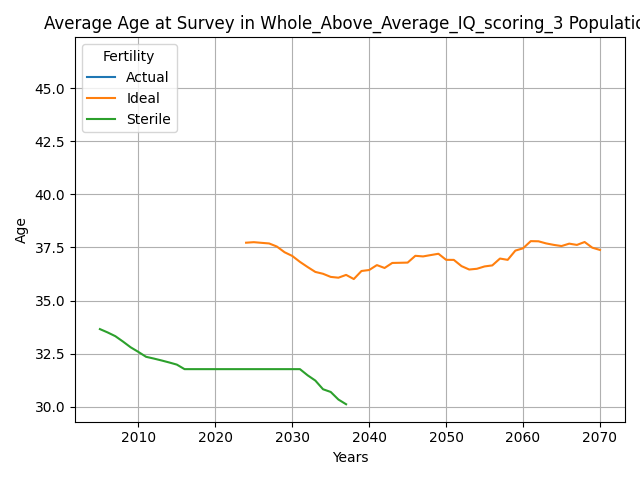 Average Age at Survey in Whole_Above_Average_IQ_scoring_3 Populatio
Fertility
Actual
Ideal
Sterile
45.0
42.5
40.0
37.5
35.0
32.5
30.0
Age
2010 2020 2030 2040 2050 2060 2070
Years